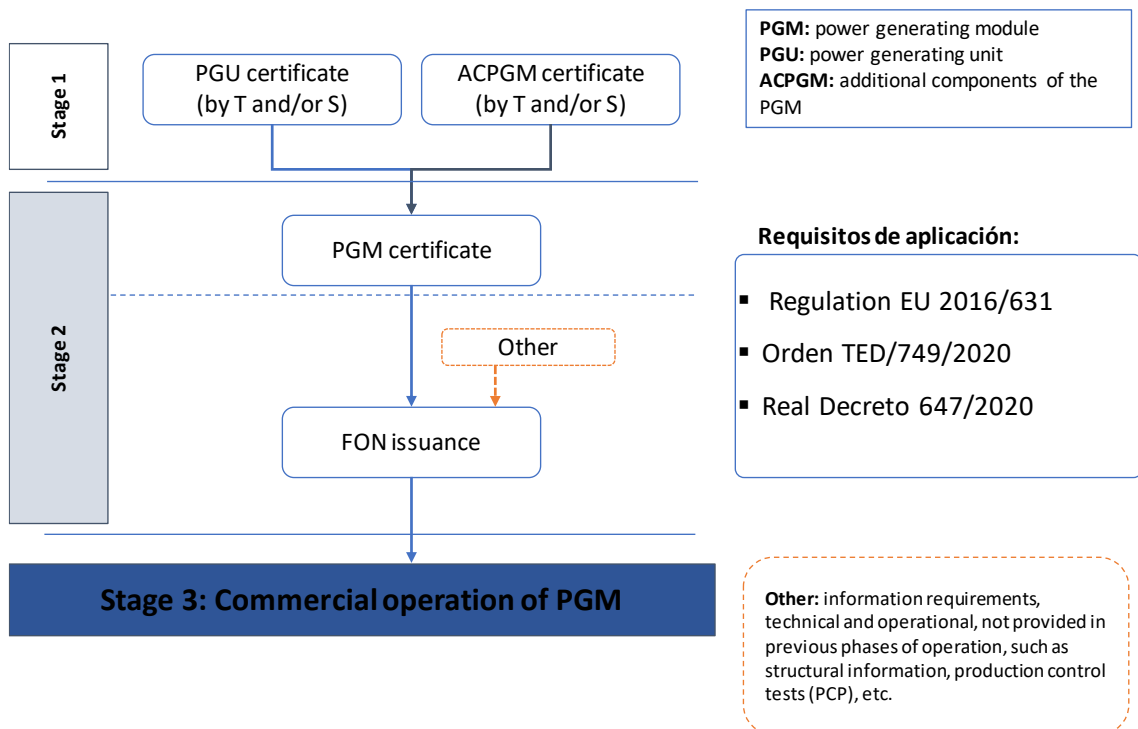 PGM: power generating module
PGU: power generating unit
ACPGM: additional components of the
PGM
Stage 1
PGU certificate
(by T and/or S)
ACPGM certificate
(by T and/or S)
Stage 2
PGM certificate
Other
FON issuance
Requisitos de aplicación:
▪ Regulation EU 2016/631
▪ Orden TED/749/2020
▪ Real Decreto 647/2020
Stage 3: Commercial operation of PGM
Other: information requirements,
technical and operational, not provided in
previous phases of operation, such as
structural information, production control
tests (PCP), etc.